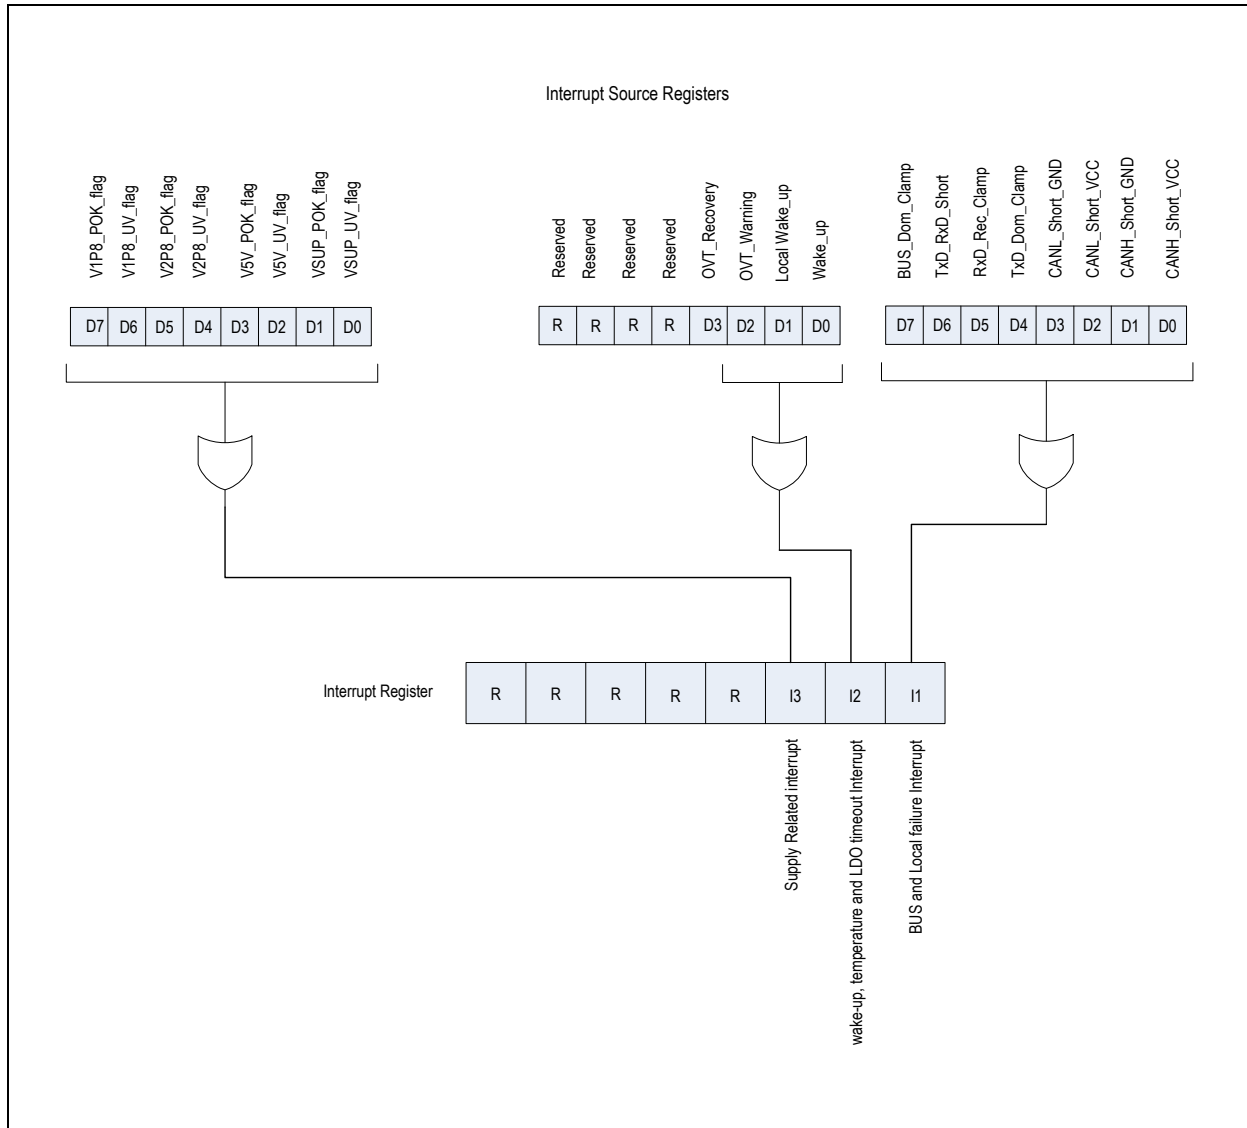 Interrupt Source Registers
V1P8_POK_flag
V1P8_UV_flag
V2P8_POK_flag
V2P8_UV_flag
V5V_POK_flag
V5V_UV_flag
VSUP_POK_flag
VSUP_UV_flag
Reserved
Reserved
Reserved
Reserved
OVT_Recovery
OVT_Warning
Local Wake_up
Wake_up
BUS_Dom_Clamp
TxD_RxD_Short
RxD_Rec_Clamp
TxD_Dom_Clamp
CANL_Short_GND
CANL_Short_VCC
CANH_Short_GND
CANH_Short_VCC
D7 D6 D5 D4 D3 D2 D1 D0
R R R R D3 D2 D1 D0
D7 D6 D5 D4 D3 D2 D1 D0
Interrupt Register
R R R R R I3 I2 I1
Supply Related interrupt
wake-up, temperature and LDO timeout Interrupt
BUS and Local failure Interrupt